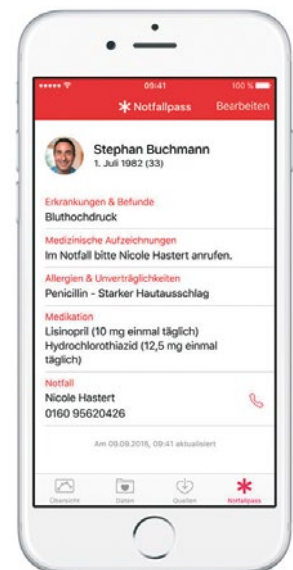 09:41 100 %
Notfallpass Bearbeiten
Stephan Buchmann
1. Juli 1982 (33)
Erkrankungen & Befunde
Bluthochdruck
Medizinische Aufzeichnungen
Im Notfall bitte Nicole Hastert anrufen.
Allergien & Unverträglichkeiten
Penicillin - Starker Hautausschlag
Medikation
Lisinopril (10 mg einmal täglich)
Hydrochlorothiazid (12,5 mg einmal
täglich)
Notfall
Nicole Hastert
0160 95620426
Am 09.09.2015, 09:41 aktualisiert
Übersicht Daten Quellen Notfallpass